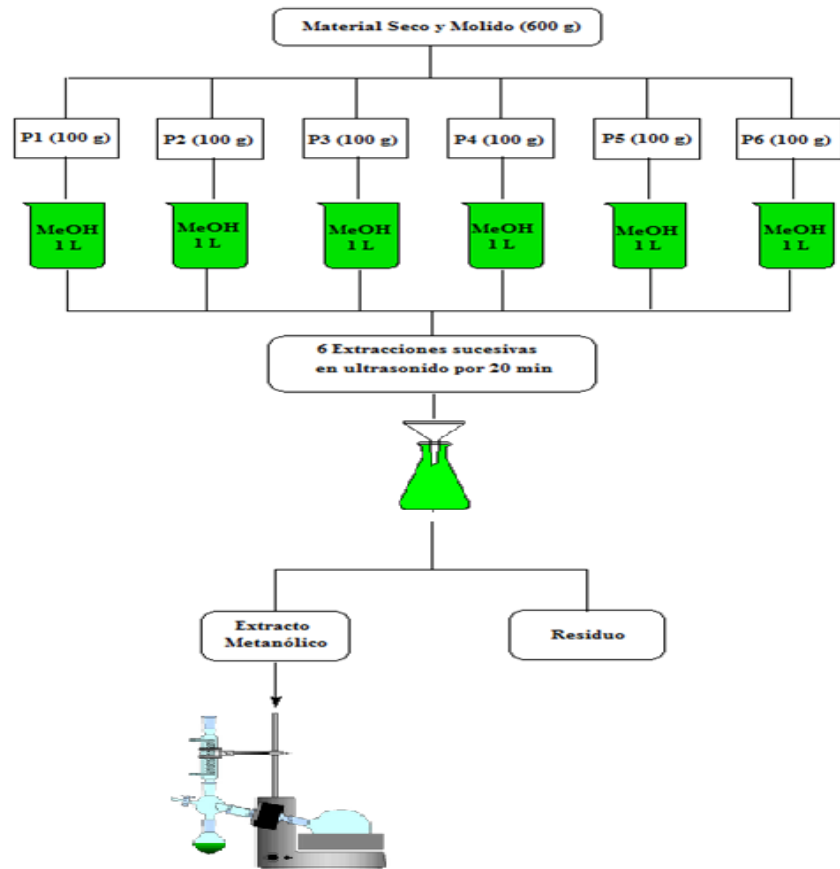 Material Seco y Molido (600 g)
P1 (100 g)
P2 (100 g)
P3 (100 g)
P4 (100 g)
P5 (100 g)
P6 (100 g)
MeOH
1 L
MeOH
1 L
MeOH
1 L
MeOH
1 L
MeOH
1 L
MeOH
1 L
6 Extracciones sucesivas
en ultrasonido por 20 min
Extracto
Metanólico
Residuo